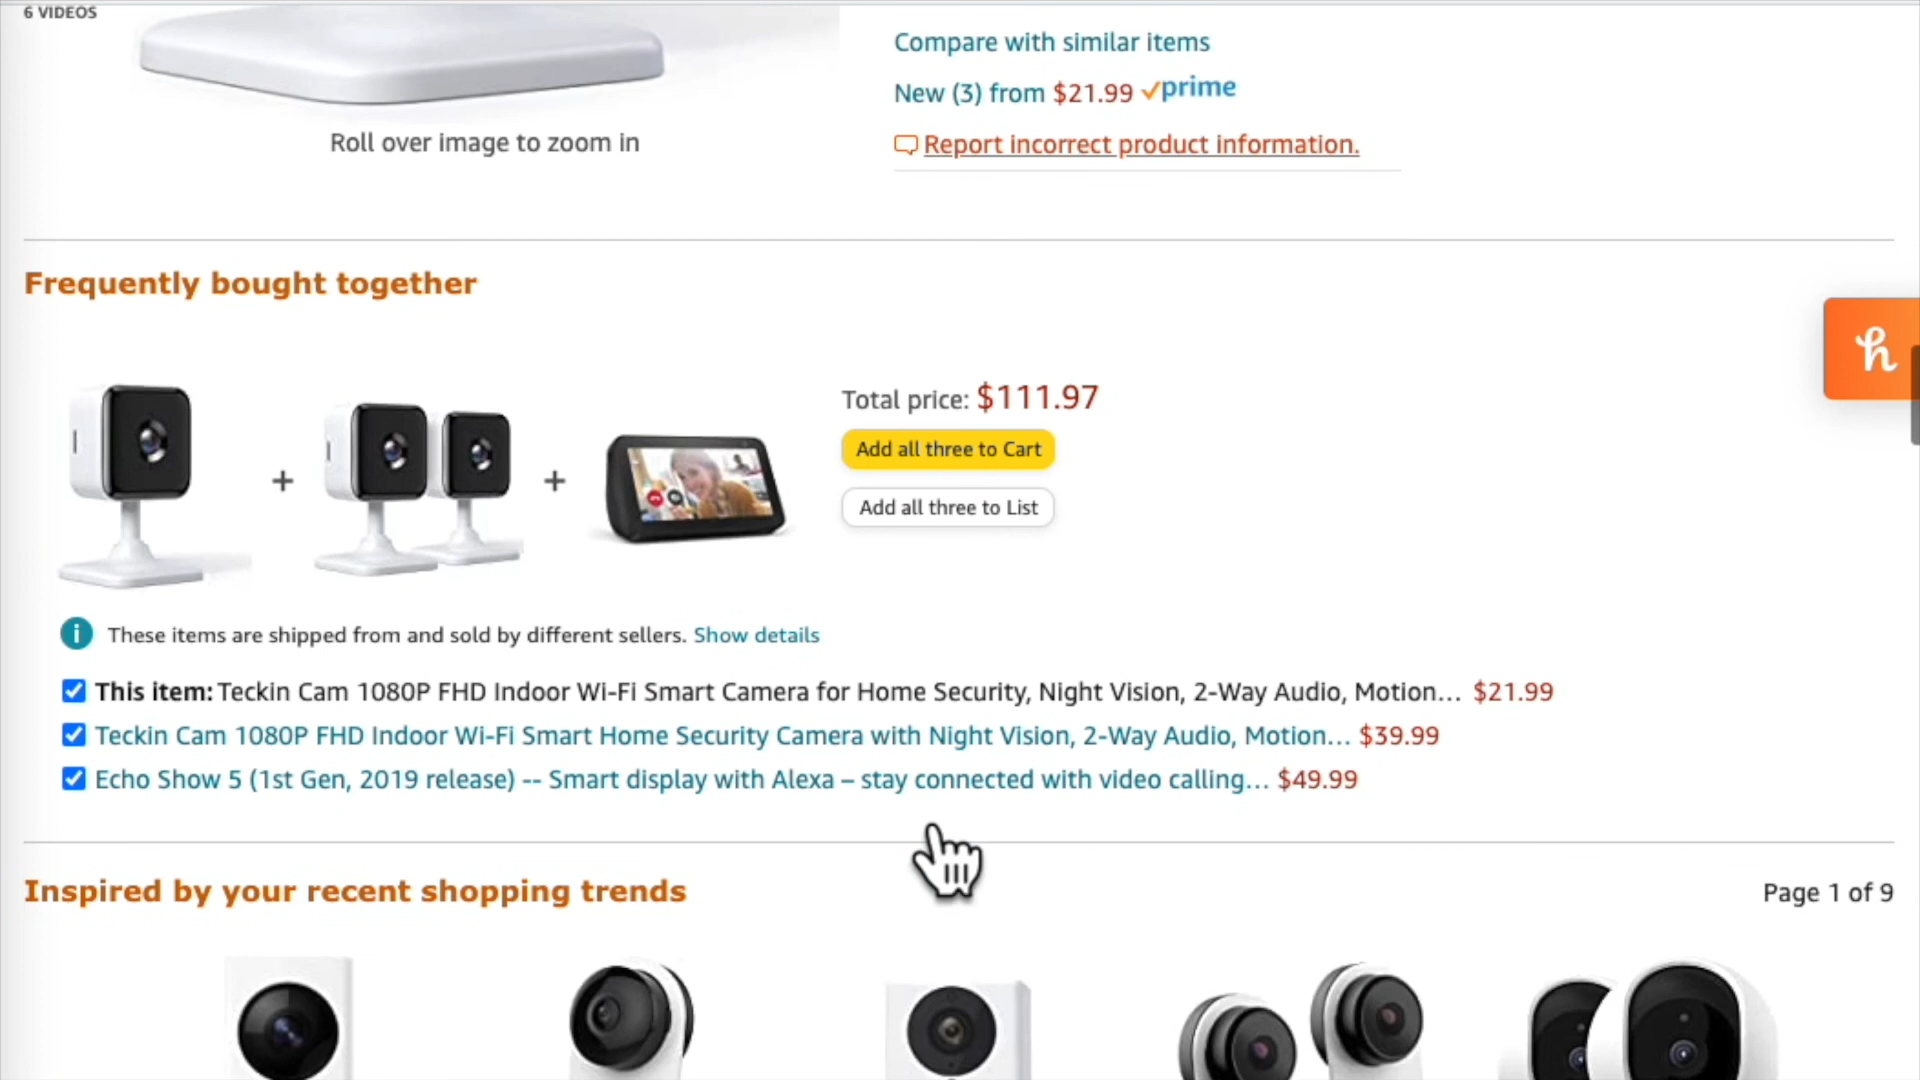 6 VIDEOS
Compare with similar items
New (3) from $21.99 prime
Roll over image to zoom in
Report incorrect product information.
Frequently bought together
h
Total price: $111.97
Add all three to Cart
+ +
Add all three to List
i These items are shipped from and sold by different sellers. Show details
This item: Teckin Cam 1080P FHD Indoor Wi-Fi Smart Camera for Home Security, Night Vision, 2-Way Audio, Motion... $21.99
Teckin Cam 1080P FHD Indoor Wi-Fi Smart Home Security Camera with Night Vision, 2-Way Audio, Motion... $39.99
Echo Show 5 (1st Gen, 2019 release) -- Smart display with Alexa – stay connected with video calling... $49.99
Inspired by your recent shopping trends
Page 1 of 9